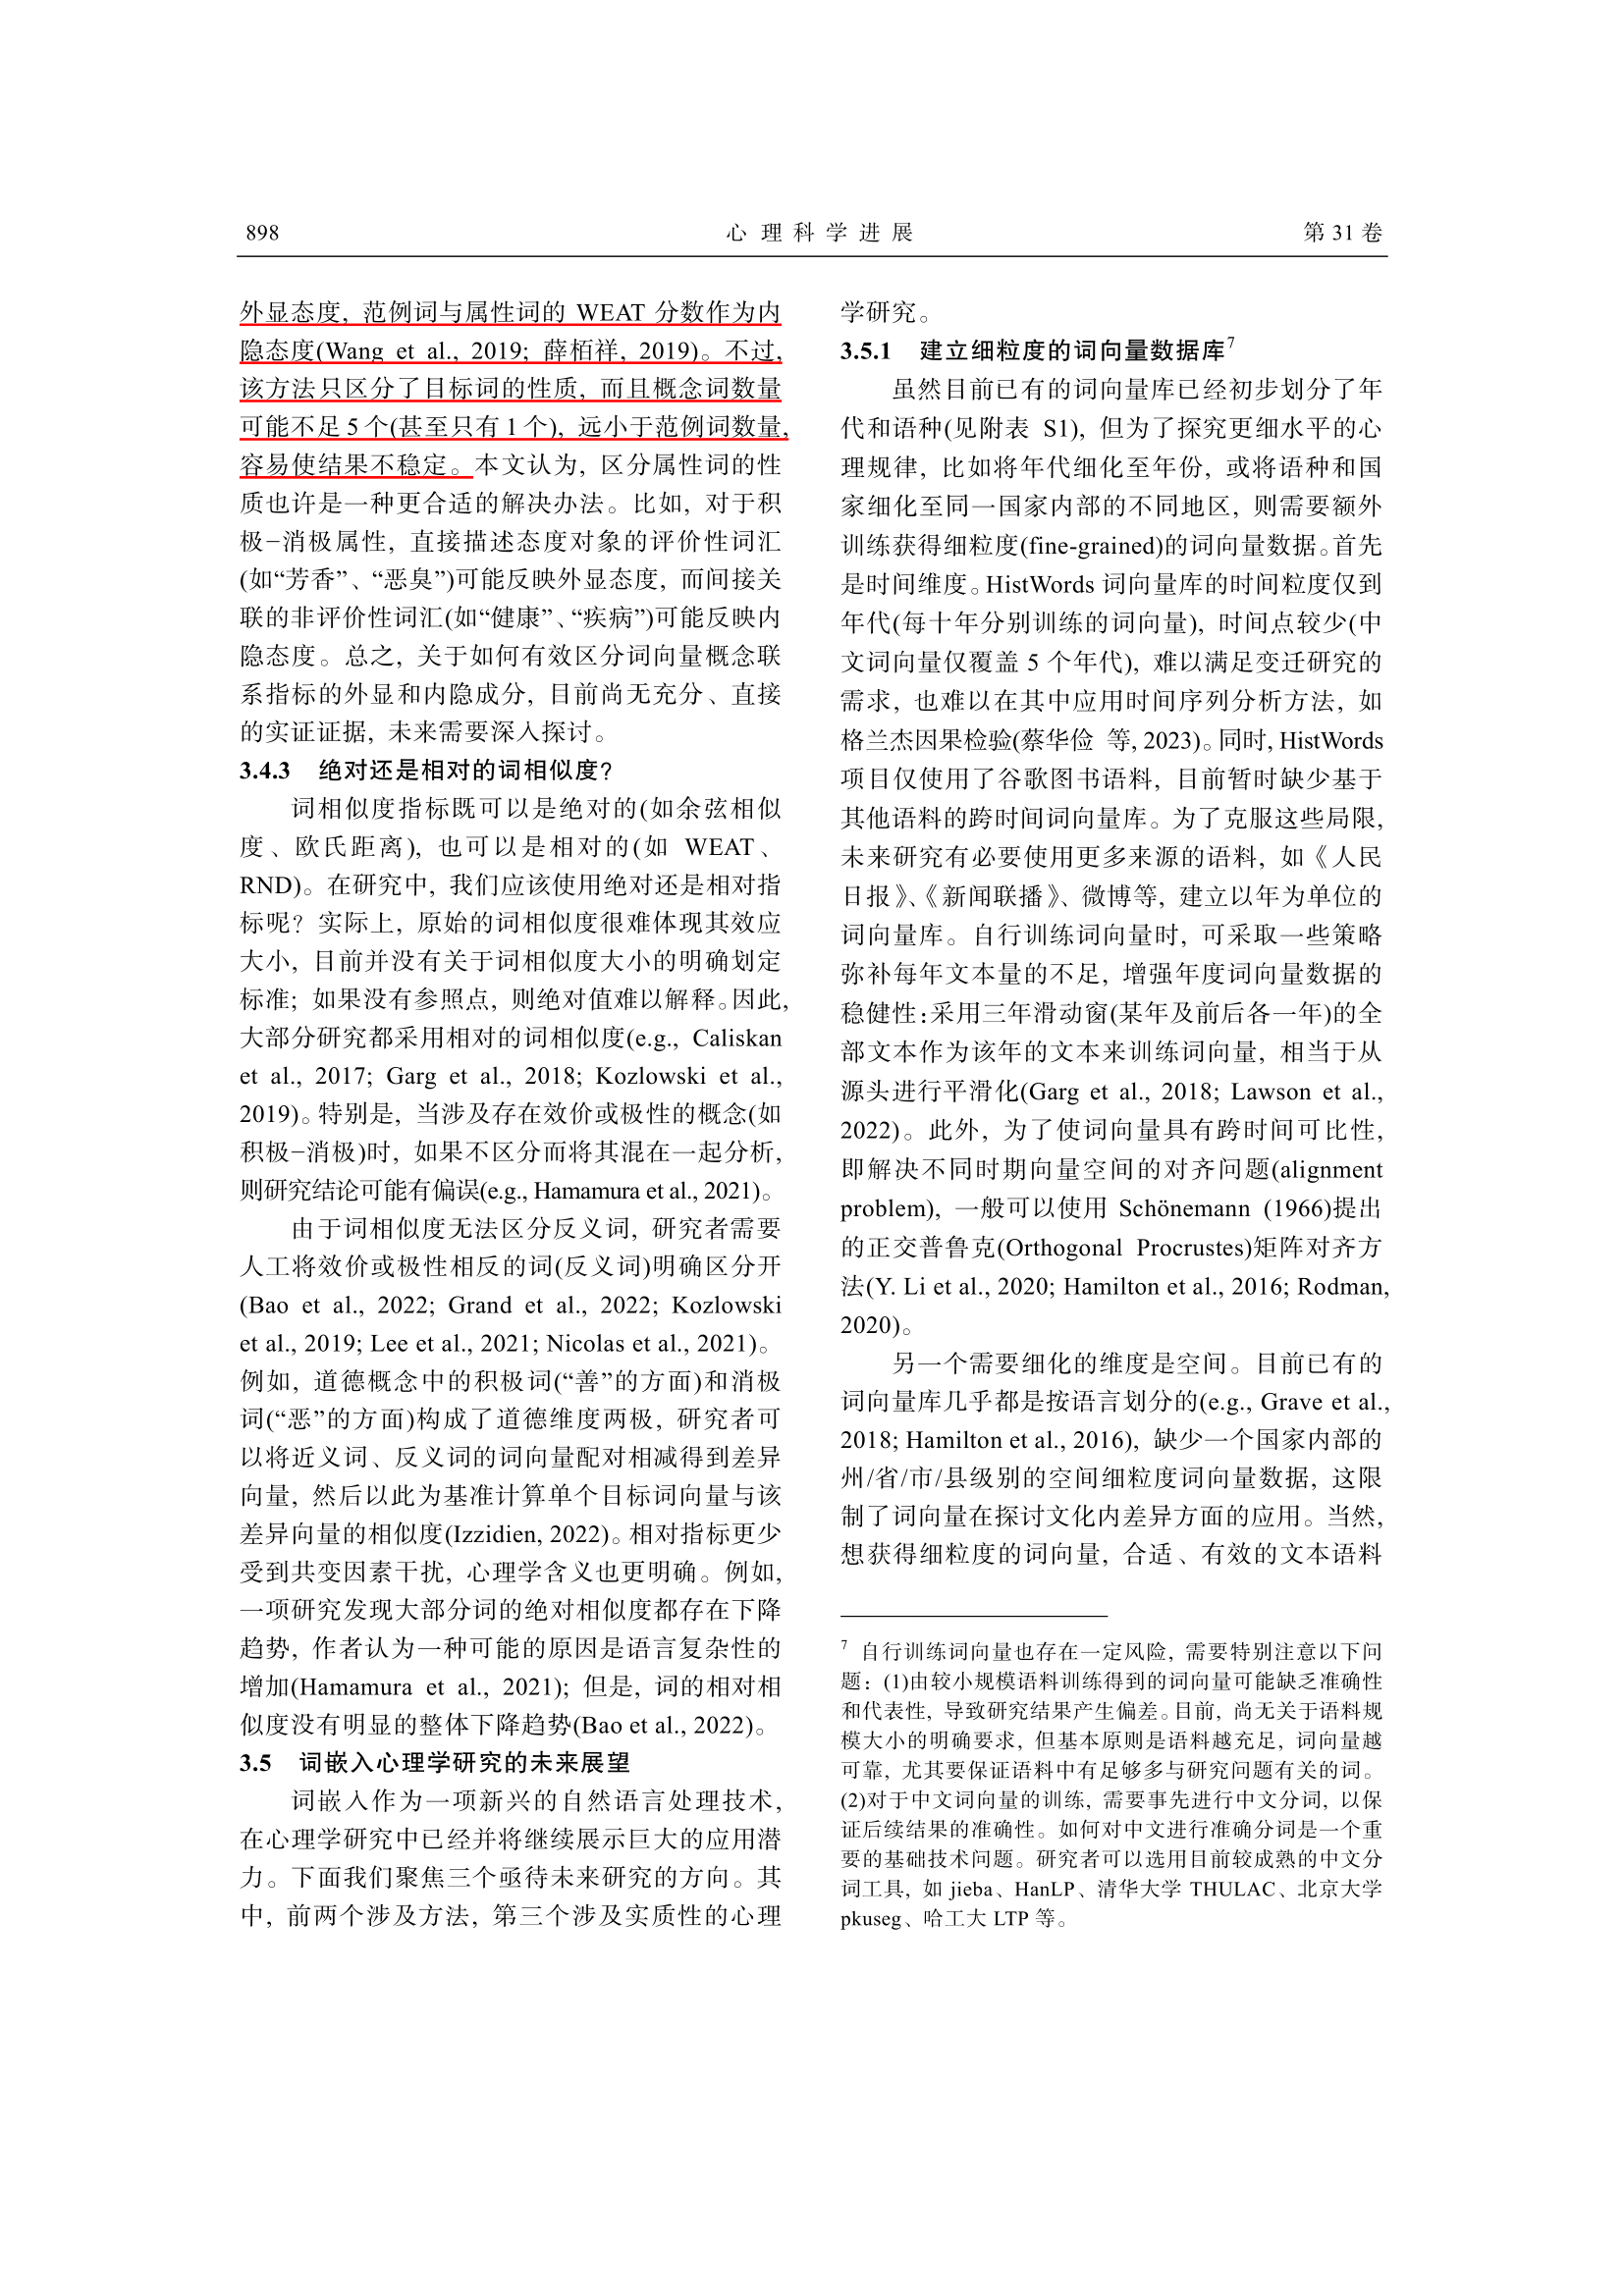 898
心理科学进展
第 31 卷
外显态度, 范例词与属性词的 WEAT 分数作为内
隐态度(Wang et al., 2019; 薛栢祥, 2019)。不过,
该方法只区分了目标词的性质, 而且概念词数量
可能不足 5 个(甚至只有 1 个), 远小于范例词数量,
容易使结果不稳定。本文认为, 区分属性词的性
质也许是一种更合适的解决办法。比如, 对于积
极−消极属性, 直接描述态度对象的评价性词汇
(如“芳香”、“恶臭”)可能反映外显态度, 而间接关
联的非评价性词汇(如“健康”、“疾病”)可能反映内
隐态度。总之, 关于如何有效区分词向量概念联
系指标的外显和内隐成分, 目前尚无充分、直接
的实证证据, 未来需要深入探讨。
3.4.3 绝对还是相对的词相似度?
词相似度指标既可以是绝对的(如余弦相似
度、欧氏距离), 也可以是相对的(如 WEAT、
RND)。在研究中, 我们应该使用绝对还是相对指
标呢? 实际上, 原始的词相似度很难体现其效应
大小, 目前并没有关于词相似度大小的明确划定
标准; 如果没有参照点, 则绝对值难以解释。因此,
大部分研究都采用相对的词相似度(e.g., Caliskan
et al., 2017; Garg et al., 2018; Kozlowski et al.,
2019)。特别是, 当涉及存在效价或极性的概念(如
积极−消极)时, 如果不区分而将其混在一起分析,
则研究结论可能有偏误(e.g., Hamamura et al., 2021)。
由于词相似度无法区分反义词, 研究者需要
人工将效价或极性相反的词(反义词)明确区分开
(Bao et al., 2022; Grand et al., 2022; Kozlowski
et al., 2019; Lee et al., 2021; Nicolas et al., 2021)。
例如, 道德概念中的积极词(“善”的方面)和消极
词(“恶”的方面)构成了道德维度两极, 研究者可
以将近义词、反义词的词向量配对相减得到差异
向量, 然后以此为基准计算单个目标词向量与该
差异向量的相似度(Izzidien, 2022)。相对指标更少
受到共变因素干扰, 心理学含义也更明确。例如,
一项研究发现大部分词的绝对相似度都存在下降
趋势, 作者认为一种可能的原因是语言复杂性的
增加(Hamamura et al., 2021); 但是, 词的相对相
似度没有明显的整体下降趋势(Bao et al., 2022)。
3.5 词嵌入心理学研究的未来展望
词嵌入作为一项新兴的自然语言处理技术,
在心理学研究中已经并将继续展示巨大的应用潜
力。下面我们聚焦三个亟待未来研究的方向。其
中, 前两个涉及方法, 第三个涉及实质性的心理
学研究。
3.5.1 建立细粒度的词向量数据库7
虽然目前已有的词向量库已经初步划分了年
代和语种(见附表 S1), 但为了探究更细水平的心
理规律, 比如将年代细化至年份, 或将语种和国
家细化至同一国家内部的不同地区, 则需要额外
训练获得细粒度(fine-grained)的词向量数据。首先
是时间维度。HistWords 词向量库的时间粒度仅到
年代(每十年分别训练的词向量), 时间点较少(中
文词向量仅覆盖 5 个年代), 难以满足变迁研究的
需求, 也难以在其中应用时间序列分析方法, 如
格兰杰因果检验(蔡华俭 等, 2023)。同时, HistWords
项目仅使用了谷歌图书语料, 目前暂时缺少基于
其他语料的跨时间词向量库。为了克服这些局限,
未来研究有必要使用更多来源的语料, 如《人民
日报》、《新闻联播》、微博等, 建立以年为单位的
词向量库。自行训练词向量时, 可采取一些策略
弥补每年文本量的不足, 增强年度词向量数据的
稳健性:采用三年滑动窗(某年及前后各一年)的全
部文本作为该年的文本来训练词向量, 相当于从
源头进行平滑化(Garg et al., 2018; Lawson et al.,
2022)。此外, 为了使词向量具有跨时间可比性,
即解决不同时期向量空间的对齐问题(alignment
problem), 一般可以使用 Schönemann (1966)提出
的正交普鲁克(Orthogonal Procrustes)矩阵对齐方
法(Y. Li et al., 2020; Hamilton et al., 2016; Rodman,
2020)。
另一个需要细化的维度是空间。目前已有的
词向量库几乎都是按语言划分的(e.g., Grave et al.,
2018; Hamilton et al., 2016), 缺少一个国家内部的
州/省/市/县级别的空间细粒度词向量数据, 这限
制了词向量在探讨文化内差异方面的应用。当然,
想获得细粒度的词向量, 合适、有效的文本语料
7 自行训练词向量也存在一定风险, 需要特别注意以下问
题: (1)由较小规模语料训练得到的词向量可能缺乏准确性
和代表性, 导致研究结果产生偏差。目前, 尚无关于语料规
模大小的明确要求, 但基本原则是语料越充足, 词向量越
可靠, 尤其要保证语料中有足够多与研究问题有关的词。
(2)对于中文词向量的训练, 需要事先进行中文分词, 以保
证后续结果的准确性。如何对中文进行准确分词是一个重
要的基础技术问题。研究者可以选用目前较成熟的中文分
词工具, 如 jieba、HanLP、清华大学 THULAC、北京大学
pkuseg、哈工大 LTP 等。